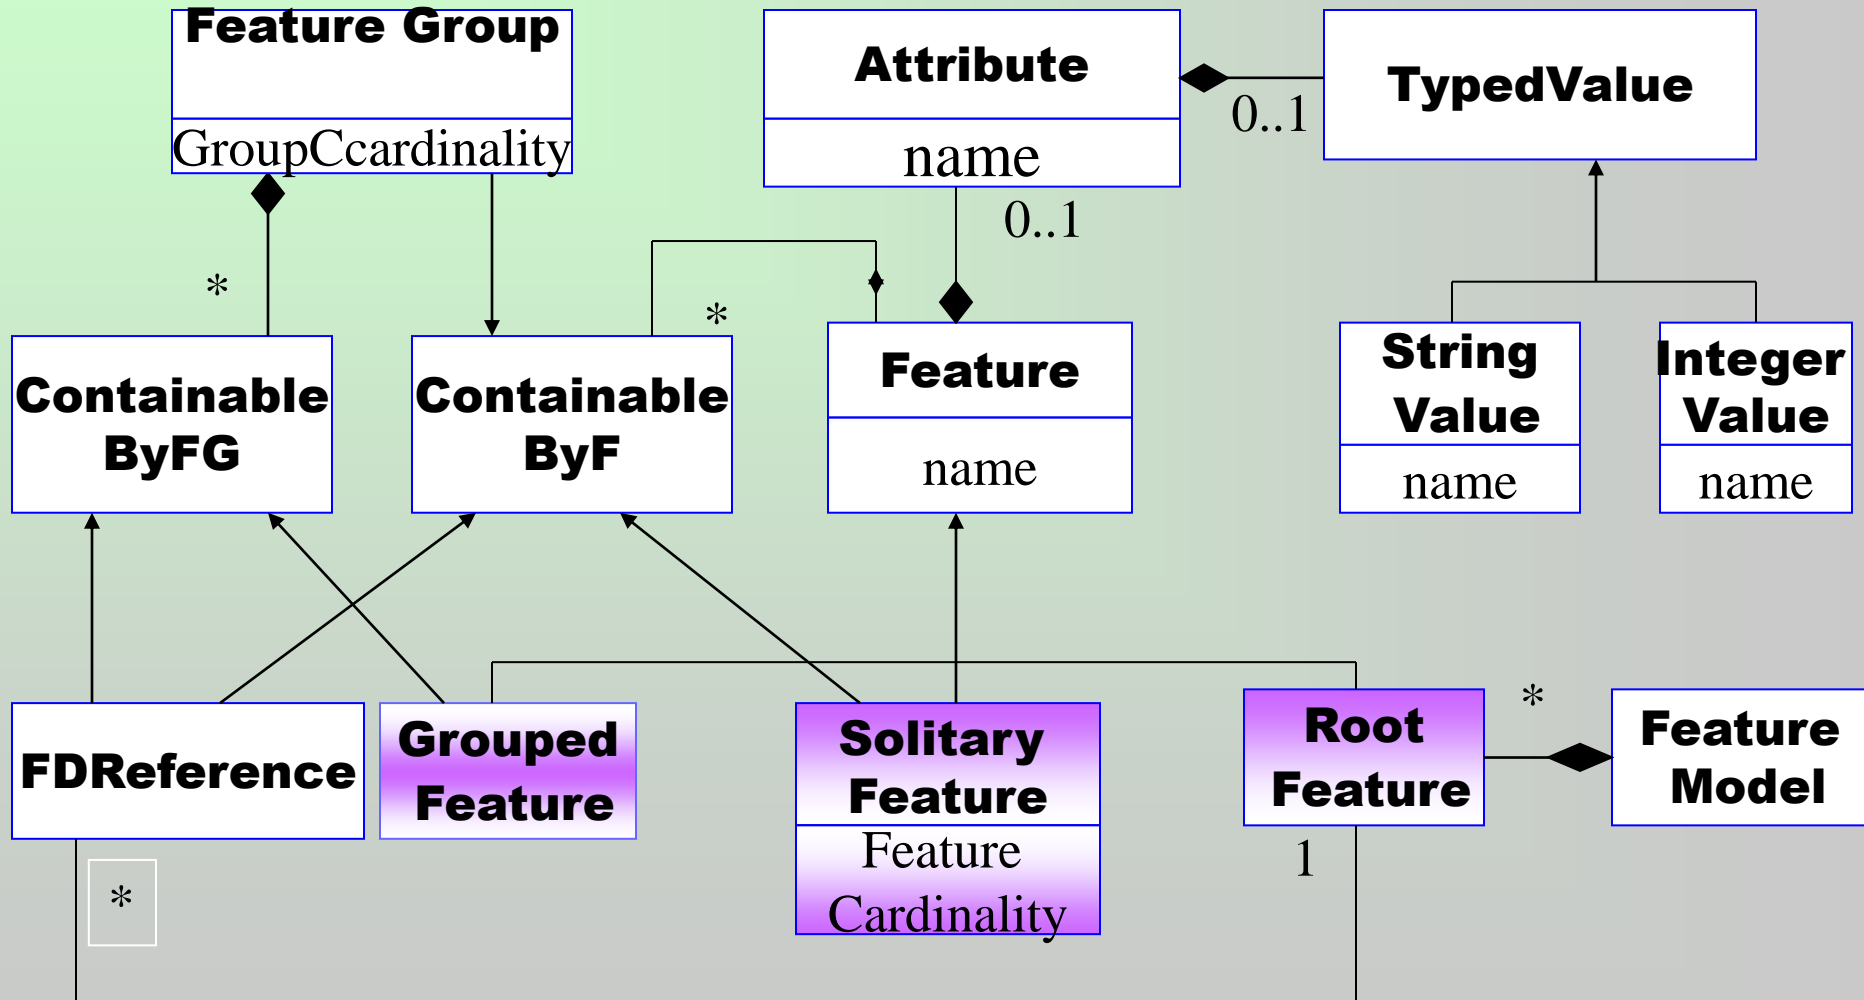 Feature Group
GroupCcardinality
Attribute
name
0..1
TypedValue
0..1
*
*
Containable
ByFG
Containable
ByF
Feature
name
String
Value
name
Integer
Value
name
FDReference
*
Grouped
Feature
Solitary
Feature
Feature
Cardinality
Root
Feature
1
*
Feature
Model